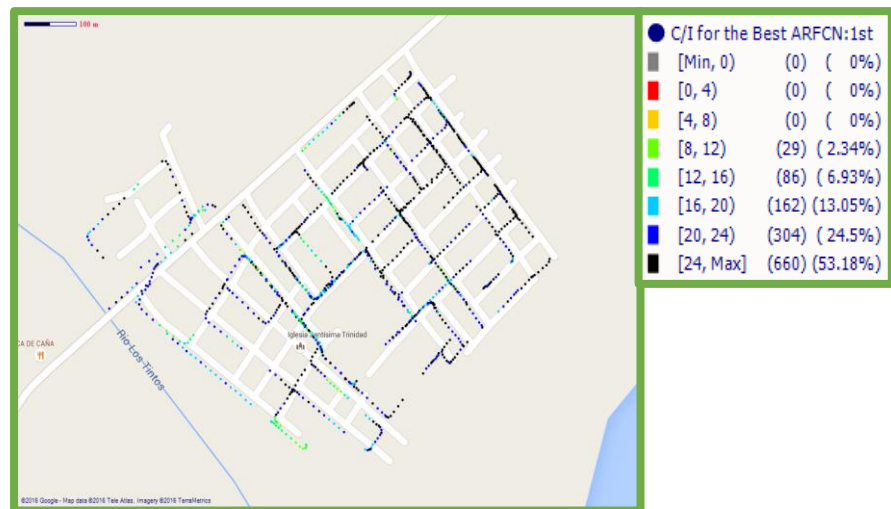 100 m
C/I for the Best ARFCN:1st
[Min, 0) (0) ( 0%)
[0, 4) (0) ( 0%)
[4, 8) (0) ( 0%)
[8, 12) (29) ( 2.34%)
[12, 16) (86) ( 6.93%)
[16, 20) (162) (13.05%)
[20, 24) (304) ( 24.5%)
[24, Max] (660) (53.18%)
Iglesia Santisima Trinidad
CA DE CAÑA
Río Los Tintos
©2016 Google - Map data ©2016 Tele Atlas, Imagery ©2016 TerraMetrics